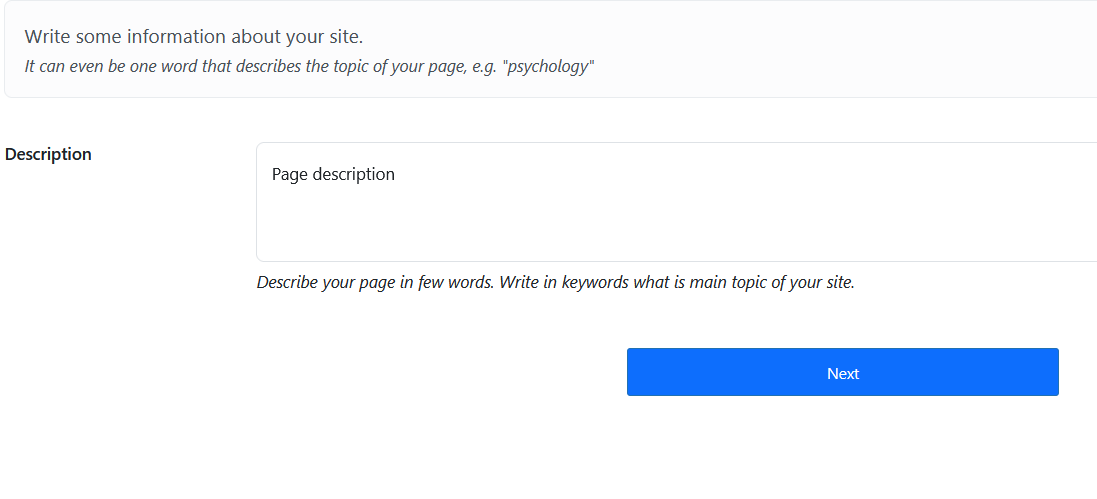 Write some information about your site.
It can even be one word that describes the topic of your page, e.g. "psychology"
Description
Page description
Describe your page in few words. Write in keywords what is main topic of your site.
Next